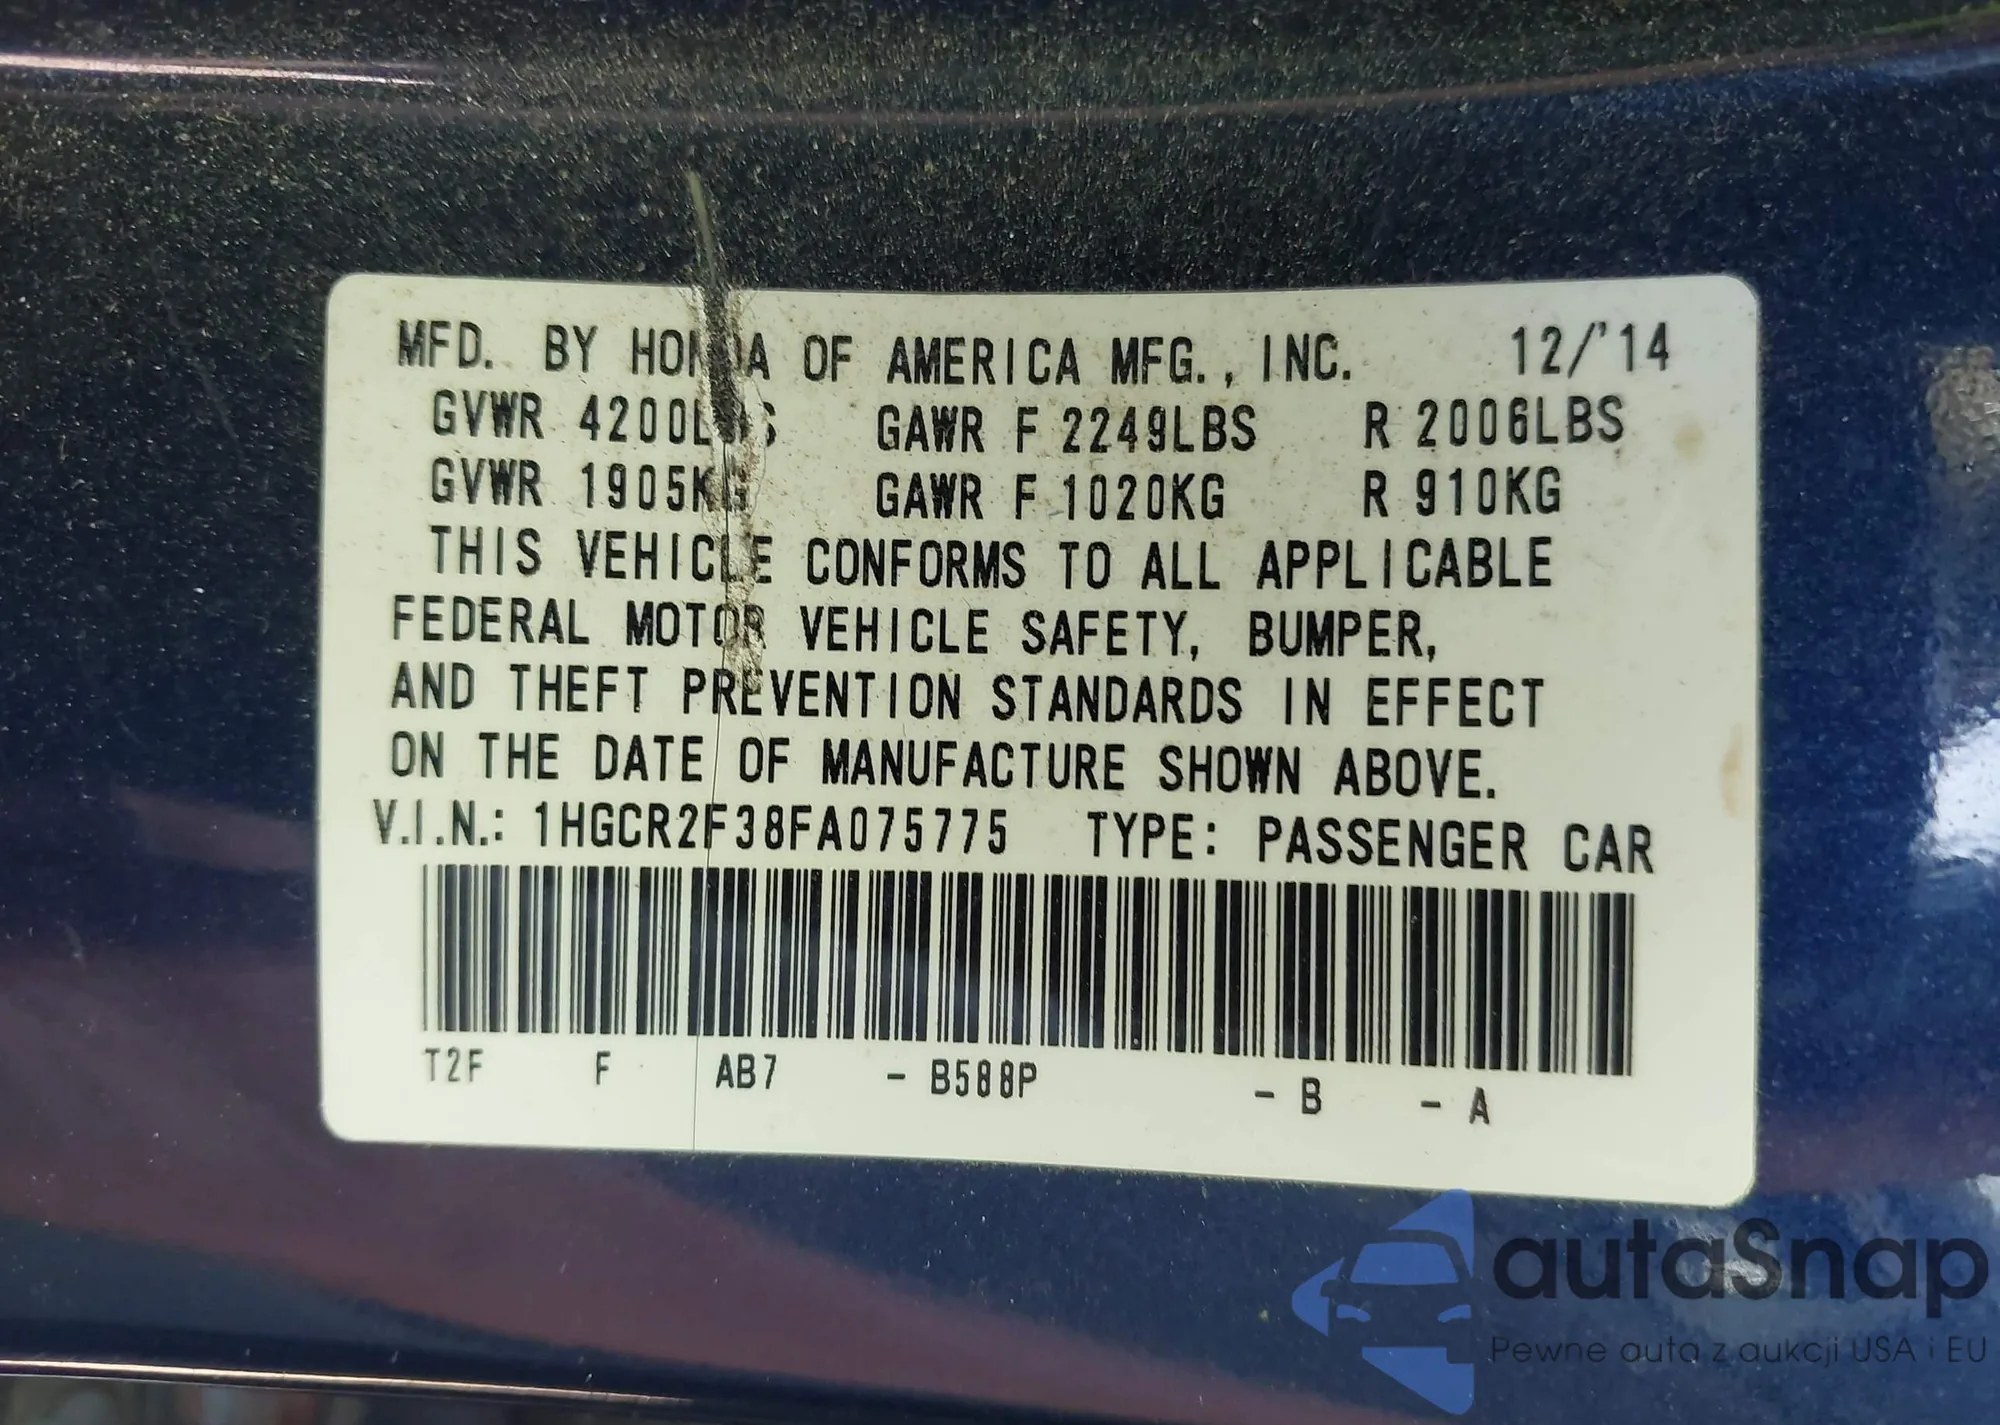 MFD. BY HONDA OF AMERICA MFG., INC. 12/'14
GVWR 4200LBS GAWR F 2249LBS R 2006LBS
GVWR 1905KG GAWR F 1020KG R 910KG
THIS VEHICLE CONFORMS TO ALL APPLICABLE
FEDERAL MOTOR VEHICLE SAFETY, BUMPER,
AND THEFT PREVENTION STANDARDS IN EFFECT
ON THE DATE OF MANUFACTURE SHOWN ABOVE.
V.I.N.: 1HGCR2F38FA075775 TYPE: PASSENGER CAR
T2F F AB7 - B588P - B - A
autaSnap
Pewne auta z aukcji USA i EU